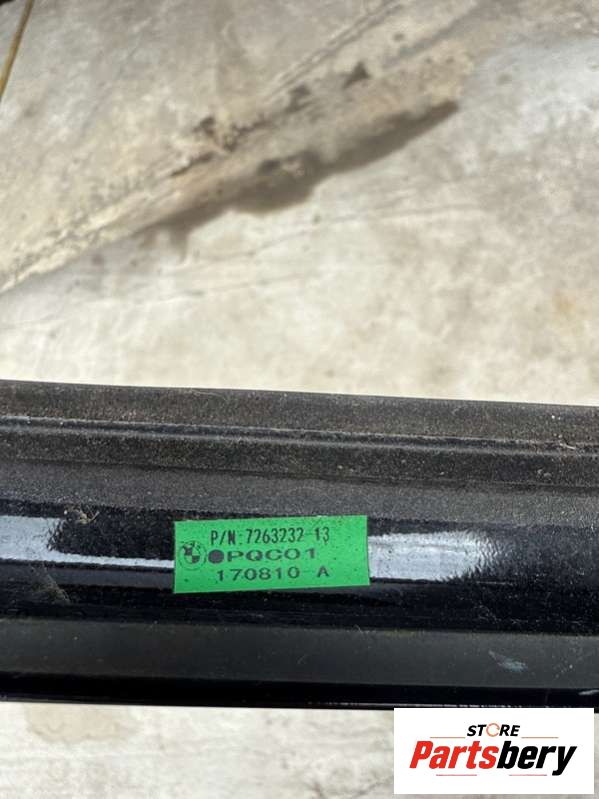 P/N:7263232-13
●PQC01
170810 A
STORE
Partsbery